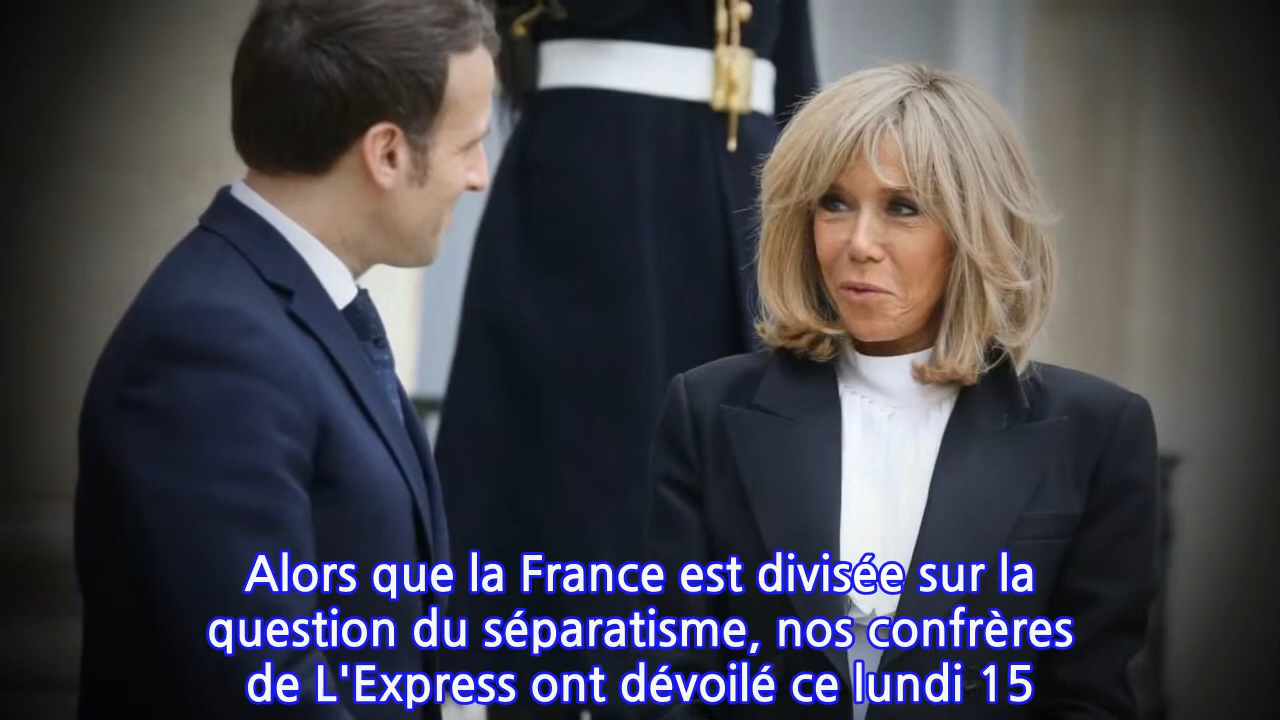 Alors que la France est divisée sur la
question du séparatisme, nos confrères
de L'Express ont dévoilé ce lundi 15